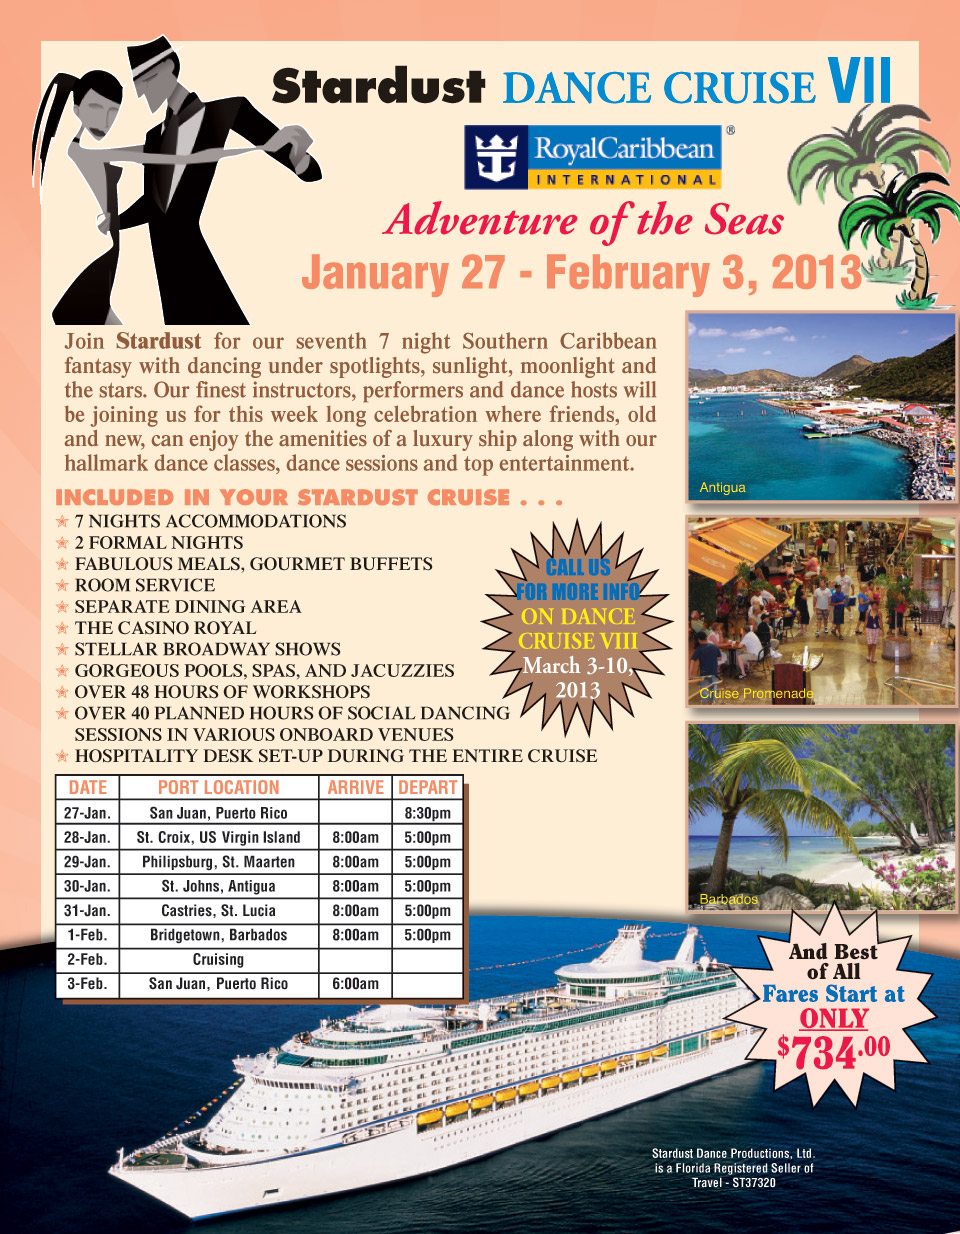 Stardust DANCE CRUISE VII
RoyalCaribbean ®
INTERNATIONAL
Adventure of the Seas
January 27 - February 3, 2013
Join Stardust for our seventh 7 night Southern Caribbean
fantasy with dancing under spotlights, sunlight, moonlight and
the stars. Our finest instructors, performers and dance hosts will
be joining us for this week long celebration where friends, old
and new, can enjoy the amenities of a luxury ship along with our
hallmark dance classes, dance sessions and top entertainment.
INCLUDED IN YOUR STARDUST CRUISE . . .
7 NIGHTS ACCOMMODATIONS
2 FORMAL NIGHTS
FABULOUS MEALS, GOURMET BUFFETS
ROOM SERVICE
SEPARATE DINING AREA
THE CASINO ROYAL
STELLAR BROADWAY SHOWS
GORGEOUS POOLS, SPAS, AND JACUZZIES
OVER 48 HOURS OF WORKSHOPS
OVER 40 PLANNED HOURS OF SOCIAL DANCING
SESSIONS IN VARIOUS ONBOARD VENUES
HOSPITALITY DESK SET-UP DURING THE ENTIRE CRUISE
CALL US
FOR MORE INFO
ON DANCE
CRUISE VIII
March 3-10,
2013
Antigua
Cruise Promenade
Barbados
DATE PORT LOCATION ARRIVE DEPART
27-Jan. San Juan, Puerto Rico 8:30pm
28-Jan. St. Croix, US Virgin Island 8:00am 5:00pm
29-Jan. Philipsburg, St. Maarten 8:00am 5:00pm
30-Jan. St. Johns, Antigua 8:00am 5:00pm
31-Jan. Castries, St. Lucia 8:00am 5:00pm
1-Feb. Bridgetown, Barbados 8:00am 5:00pm
2-Feb. Cruising
3-Feb. San Juan, Puerto Rico 6:00am
And Best
of All
Fares Start at
ONLY
$734.00
Stardust Dance Productions, Ltd.
is a Florida Registered Seller of
Travel - ST37320